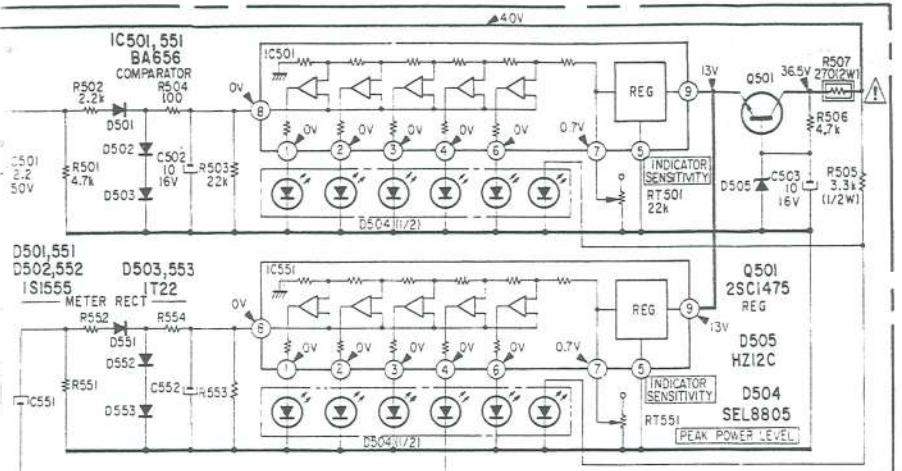 40V
IC501,551
BA656
COMPARATOR
R502
2.2k
R504
100
D501
D502
D503
C501
2.2
50V
R501
4.7k
C502
10
16V
R503
22k
0V
8
IC501
REG
9
13V
Q501
36.5V
R507
270(2W)
R506
4.7k
R505
3.3k
(1/2W)
C503
10
16V
D505
0V
0V
0V
0V
0V
0.7V
1
2
3
4
6
7
5
INDICATOR
SENSITIVITY
RT501
22k
D504(1/2)
D501,551
D502,552
1S1555
D503,553
1T22
METER RECT
R552
R554
D551
D552
D553
C551
R551
C552
R553
0V
8
IC551
REG
9
13V
0V
0V
0V
0V
0V
0.7V
1
2
3
4
6
7
5
INDICATOR
SENSITIVITY
RT551
D504(1/2)
Q501
2SC1475
REG
D505
HZ12C
D504
SEL8805
PEAK POWER LEVEL